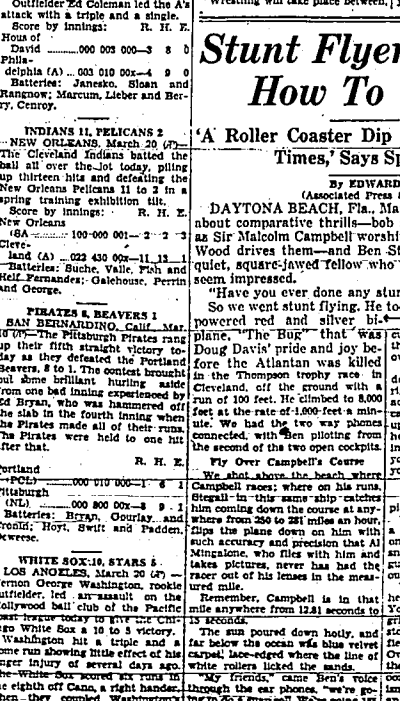 Outfielder Ed Coleman led the A's
attack with a triple and a single.
Score by innings: R. H. E.
Hous of
David 000 003 000—3 8 0
Phila-
delphia (A) 003 010 00x—4 9 0
Batteries: Janesko, Sloan and
Rangnow; Marcum, Lieber and Ber-
ry, Cenroy.
INDIANS 11, PELICANS 2
NEW ORLEANS, March 20 (AP)—
The Cleveland Indians batted the
ball all over the lot today, piling
up thirteen hits and defeating the
New Orleans Pelicans 11 to 2 in a
spring training exhibition tilt.
Score by innings: R. H. E.
New Orleans
(SA 100-000 001—2 2 3
Cleve-
land (A) 022 430 00x—11 13 1
Batteries: Suche, Valle, Fish and
Helf, Fernandes; Galehouse, Perrin
and George.
PIRATES 8, BEAVERS 1
SAN BERNARDINO, Calif., Mar.
(AP)—The Pittsburgh Pirates rang
up their fifth straight victory to-
day as they defeated the Portland
Beavers, 8 to 1. The contest brought
out some brilliant hurling aside
from one bad inning experienced by
Ed Bryan, who was hammered off
the slab in the fourth inning when
the Pirates made all of their runs.
The Pirates were held to one hit
after that.
R. H. E.
Portland
(PCL) 000 010 000—1 6 1
Pittsburgh
(NL) 000 800 00x—8 9 1
Batteries: Bryan, Gourlay and
Hoyt, Swift and Padden,
WHITE SOX 10, STARS 5
LOS ANGELES, March 20 (AP)—
Vernon George Washington, rookie
outfielder, led an assault on the
Hollywood ball club of the Pacific
Coast league today to give the Chi-
cago White Sox a 10 to 5 victory.
Washington hit a triple and a
home run showing little effect of his
finger injury of several days ago.
The White Sox scored six runs in
the eighth off Cano, a right hander,
when they coupled Washington's
Wrestling will take place between
Stunt Flyer
How To
'A Roller Coaster Dip
Times,' Says Sp
By EDWARD
(Associated Press
DAYTONA BEACH, Fla., Ma
about comparative thrills—bob
as Sir Malcolm Campbell worshi
Wood drives them—and Ben St
quiet, square-jawed fellow who
seem impressed.
"Have you ever done any stu
So we went stunt flying. He to
powered red and silver bi-
plane, "The Bug" that was
Doug Davis' pride and joy be-
fore the Atlantan was killed
in the Thompson trophy race in
Cleveland, off the ground with a
run of 100 feet. He climbed to 8,000
feet at the rate of 1,000 feet a min-
ute. We had the two way phones
connected, with Ben piloting from
the second of the two open cockpits.
Fly Over Campbell's Course
We shot above the beach where
Campbell races; where on his runs,
Stegall in this same ship catches
him coming down the course at any-
where from 250 to 281 miles an hour,
flips the plane down on him with
such accuracy and precision that Al
Mingalone, who flies with him and
takes pictures, never has had the
racer out of his lenses in the meas-
ured mile.
Remember, Campbell is in that
mile anywhere from 12.81 seconds to
13 seconds.
The sun poured down hotly, and
far below the ocean was blue velvet
carpet, lace-edged where the line of
white rollers licked the sands.
"My friends," came Ben's voice
through the ear phones, "we're go-